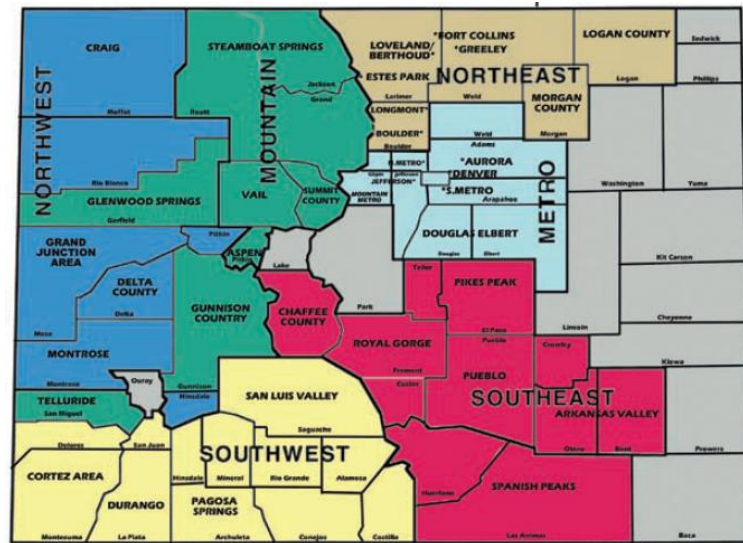 CRAIG
Moffat
Rio Blanco
NORTHWEST
GLENWOOD SPRINGS
Garfield
GRAND
JUNCTION
AREA
Mesa
Pitkin
DELTA
COUNTY
Delta
MONTROSE
Montrose
Ouray
TELLURIDE
San Miguel
STEAMBOAT SPRINGS
Routt
Jackson
Grand
MOUNTAIN
VAIL
SUMMIT
COUNTY
ASPEN
Pitkin
Lake
GUNNISON
COUNTRY
Gunnison
Hinsdale
CHAFFEE
COUNTY
LOVELAND/
BERTHOUD*
ESTES PARK
Larimer
*FORT COLLINS
*GREELEY
Weld
NORTHEAST
LOGAN COUNTY
Logan
MORGAN
COUNTY
Morgan
LONGMONT*
BOULDER*
Boulder
Sedwick
Phillips
Washington
Yuma
Weld
Adams
N.METRO*
*AURORA
*DENVER
JEFFERSON*
*S.METRO
MOUNTAIN
METRO
Arapahoe
METRO
DOUGLAS
ELBERT
Douglas
Elbert
Park
Kit Carson
Lincoln
Cheyenne
Kiowa
Teller
PIKES PEAK
El Paso
ROYAL GORGE
Fremont
Custer
Pueblo
PUEBLO
Crowley
SOUTHEAST
ARKANSAS VALLEY
Otero
Bent
Prowers
Huerfano
SPANISH PEAKS
Las Animas
Baca
SAN LUIS VALLEY
Saguache
SOUTHWEST
Dolores
San Juan
CORTEZ AREA
Montezuma
DURANGO
La Plata
Hinsdale
Mineral
Rio Grande
Alamosa
PAGOSA
SPRINGS
Archuleta
Conejos
Costilla